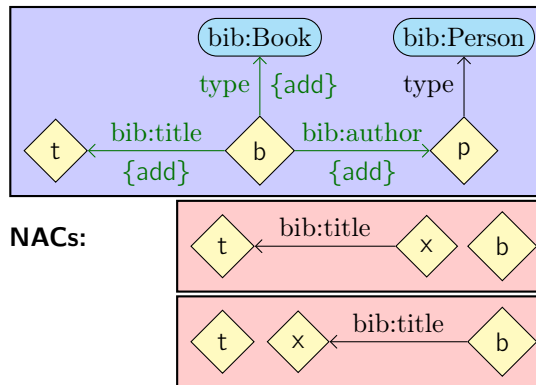 bib:Book bib:Person
type {add} type
bib:title bib:author
t b p
{add} {add}
NACs:
bib:title
t x b
bib:title
t x b